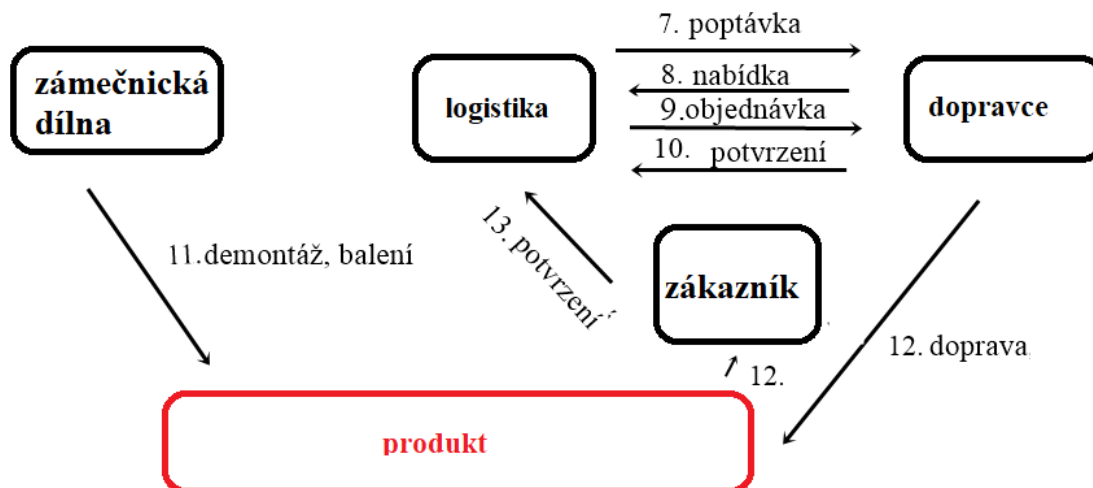 7. poptávka
zámečnická
dílna
logistika
8. nabídka
9.objednávka
10. potvrzení
dopravce
11.demontáž, balení
13. potvrzení
zákazník
12. doprava
12.
produkt